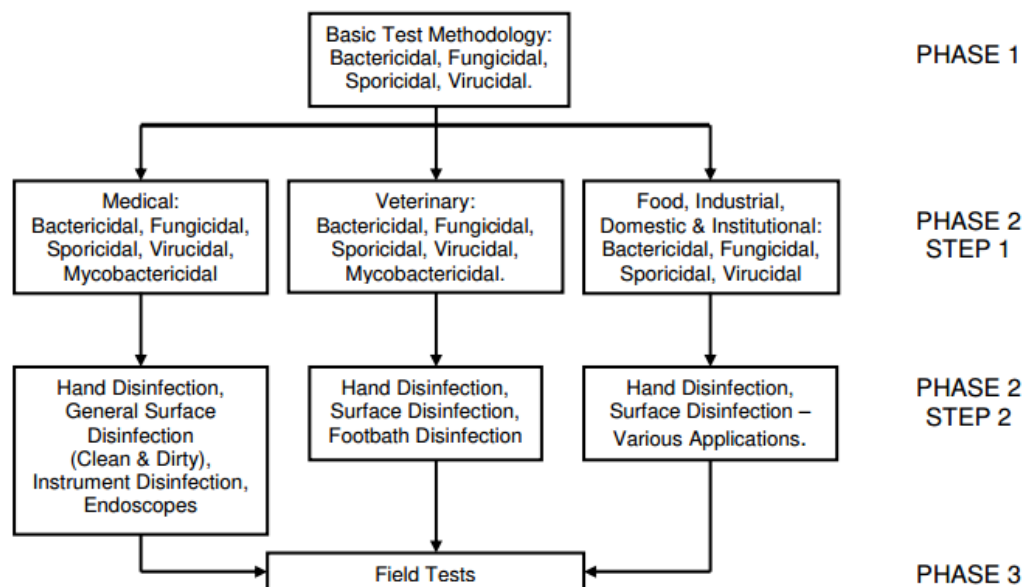 Basic Test Methodology:
Bactericidal, Fungicidal,
Sporicidal, Virucidal.
PHASE 1
Medical:
Bactericidal, Fungicidal,
Sporicidal, Virucidal,
Mycobactericidal
Veterinary:
Bactericidal, Fungicidal,
Sporicidal, Virucidal,
Mycobactericidal.
Food, Industrial,
Domestic & Institutional:
Bactericidal, Fungicidal,
Sporicidal, Virucidal
PHASE 2
STEP 1
Hand Disinfection,
General Surface
Disinfection
(Clean & Dirty),
Instrument Disinfection,
Endoscopes
Hand Disinfection,
Surface Disinfection,
Footbath Disinfection
Hand Disinfection,
Surface Disinfection –
Various Applications.
PHASE 2
STEP 2
Field Tests
PHASE 3